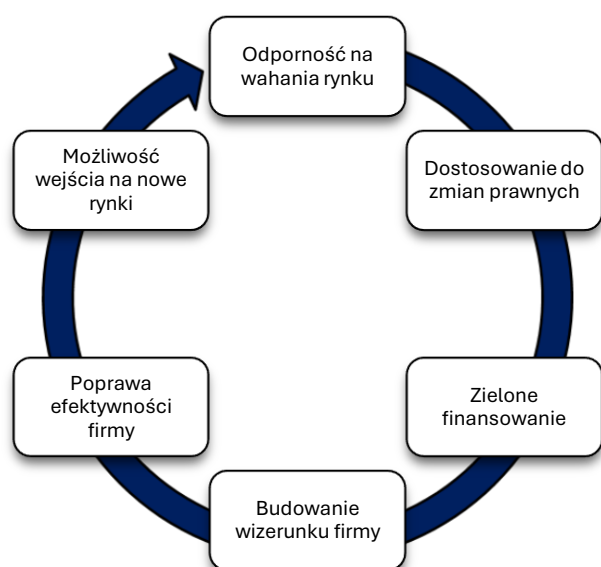 Odporność na
wahania rynku
Dostosowanie do
zmian prawnych
Zielone
finansowanie
Budowanie
wizerunku firmy
Poprawa
efektywności
firmy
Możliwość
wejścia na nowe
rynki